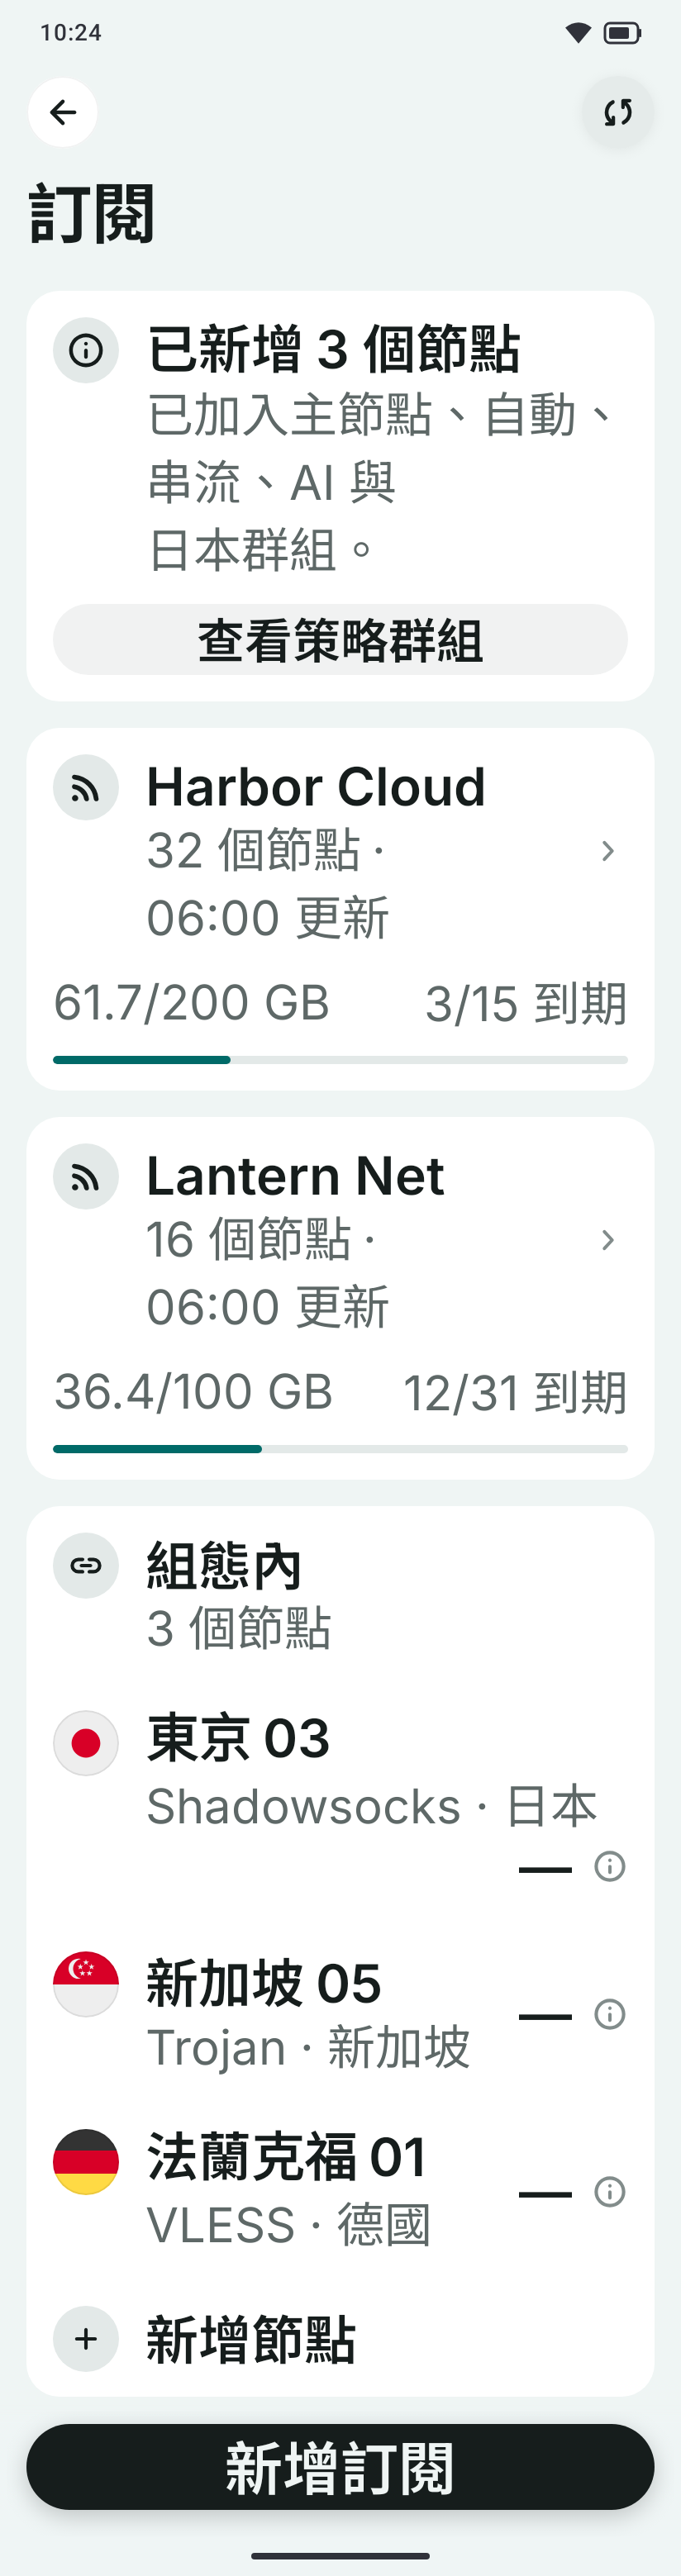 10:24
訂閱
已新增 3 個節點
已加入主節點、自動、
串流、AI 與
日本群組。
查看策略群組
Harbor Cloud
32 個節點 ·
06:00 更新
61.7/200 GB
3/15 到期
Lantern Net
16 個節點 ·
06:00 更新
36.4/100 GB
12/31 到期
組態內
3 個節點
東京 03
Shadowsocks · 日本
—
新加坡 05
Trojan · 新加坡
—
法蘭克福 01
VLESS · 德國
—
新增節點
新增訂閱